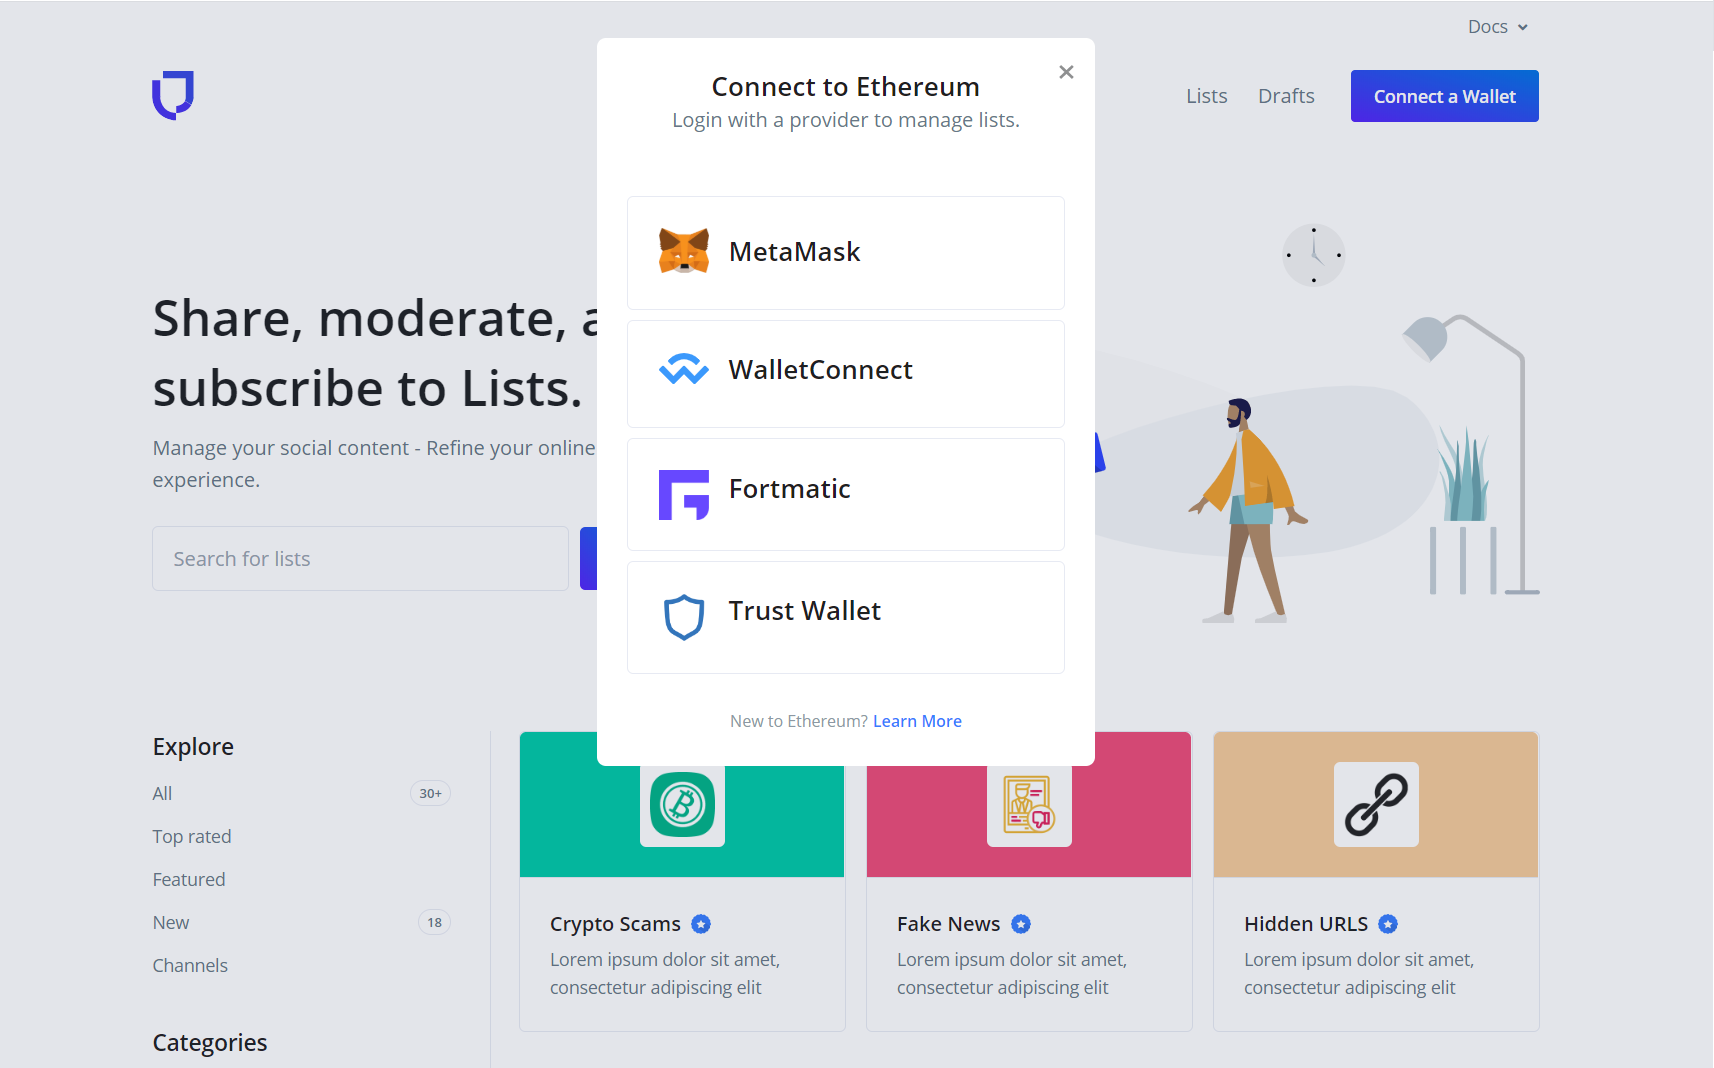 Docs
Connect to Ethereum
Login with a provider to manage lists.
Lists
Drafts
Connect a Wallet
MetaMask
WalletConnect
Fortmatic
Trust Wallet
New to Ethereum? Learn More
Share, moderate,
subscribe to Lists.
Manage your social content - Refine your online
experience.
Search for lists
Explore
All 30+
Top rated
Featured
New 18
Channels
Categories
Crypto Scams
Lorem ipsum dolor sit amet,
consectetur adipiscing elit
Fake News
Lorem ipsum dolor sit amet,
consectetur adipiscing elit
Hidden URLS
Lorem ipsum dolor sit amet,
consectetur adipiscing elit